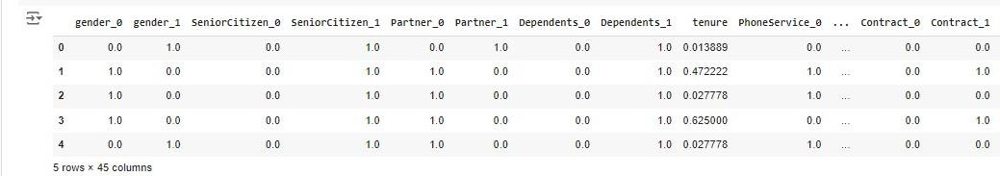 gender_0 gender_1 SeniorCitizen_0 SeniorCitizen_1 Partner_0 Partner_1 Dependents_0 Dependents_1 tenure PhoneService_0 ... Contract_0 Contract_1
0 0.0 1.0 0.0 1.0 0.0 1.0 0.0 1.0 0.013889 0.0 ... 0.0 0.0
1 1.0 0.0 0.0 1.0 1.0 0.0 0.0 1.0 0.472222 1.0 ... 0.0 1.0
2 1.0 0.0 0.0 1.0 1.0 0.0 0.0 1.0 0.027778 1.0 ... 0.0 0.0
3 1.0 0.0 0.0 1.0 1.0 0.0 0.0 1.0 0.625000 0.0 ... 0.0 1.0
4 0.0 1.0 0.0 1.0 1.0 0.0 0.0 1.0 0.027778 1.0 ... 0.0 0.0
5 rows × 45 columns